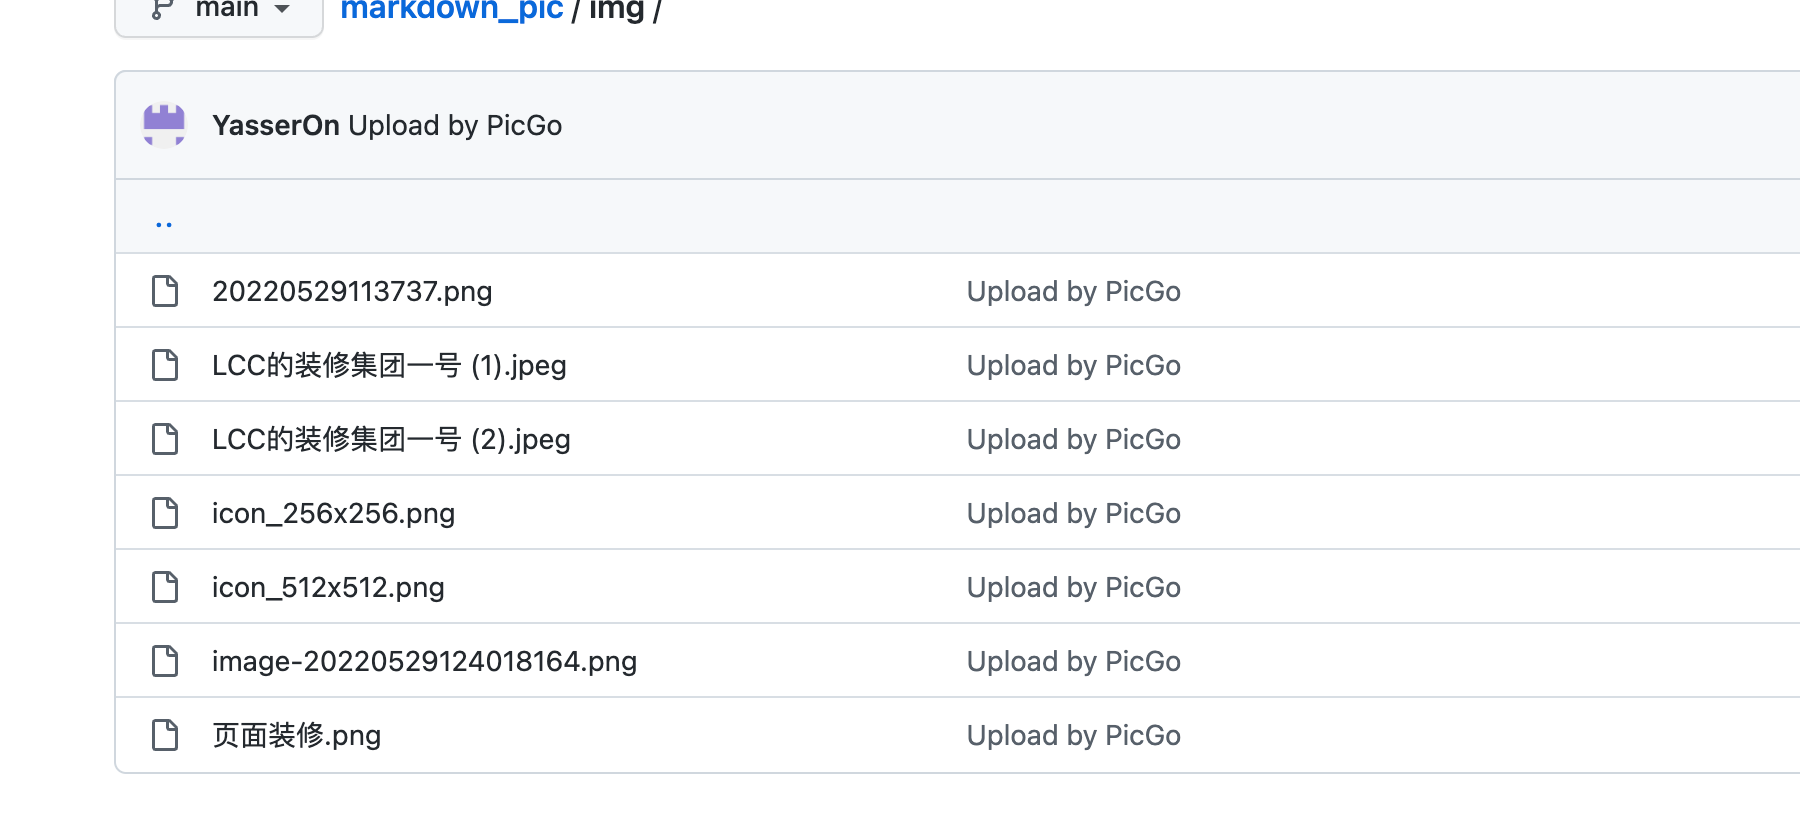 main markdown_pic / img /
YasserOn Upload by PicGo
..
20220529113737.png Upload by PicGo
LCC的装修集团一号 (1).jpeg Upload by PicGo
LCC的装修集团一号 (2).jpeg Upload by PicGo
icon_256x256.png Upload by PicGo
icon_512x512.png Upload by PicGo
image-20220529124018164.png Upload by PicGo
页面装修.png Upload by PicGo